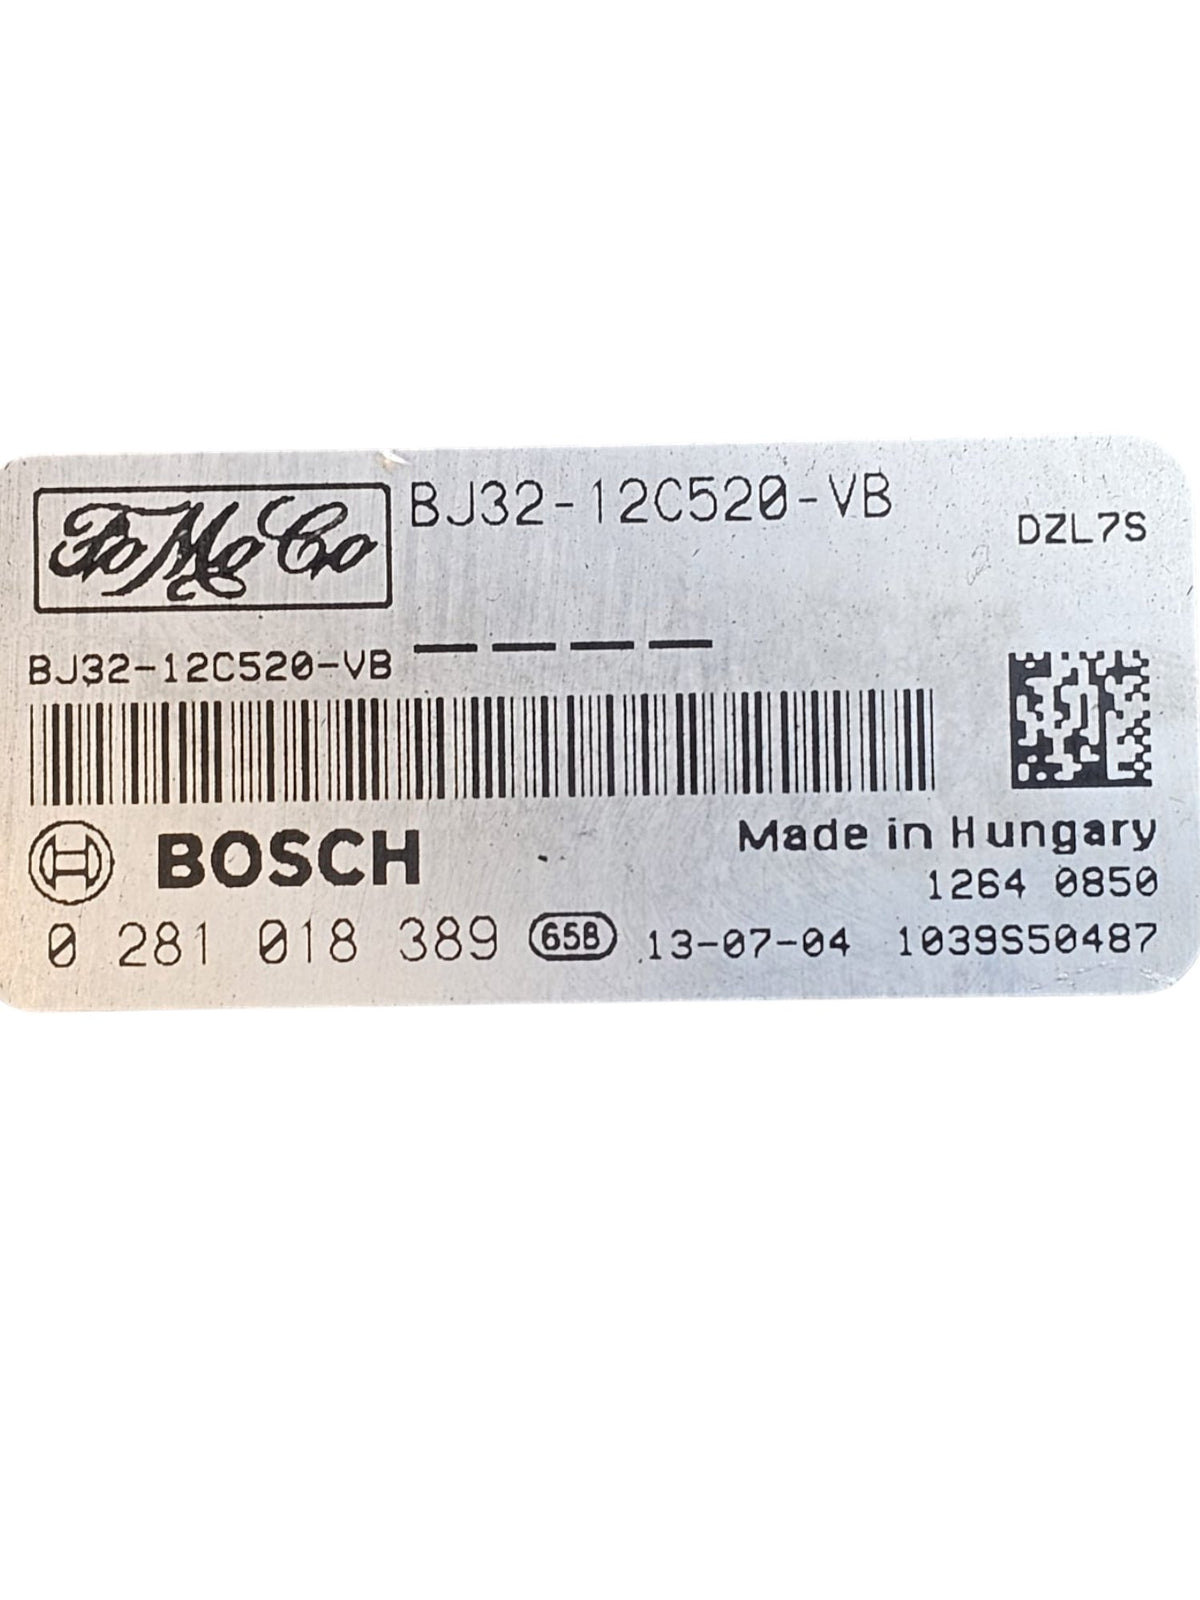 FoMoCo BJ32-12C520-VB DZL7S
BJ32-12C520-VB
BOSCH
Made in Hungary
1264 0850
0 281 018 389 658 13-07-04 1039S50487